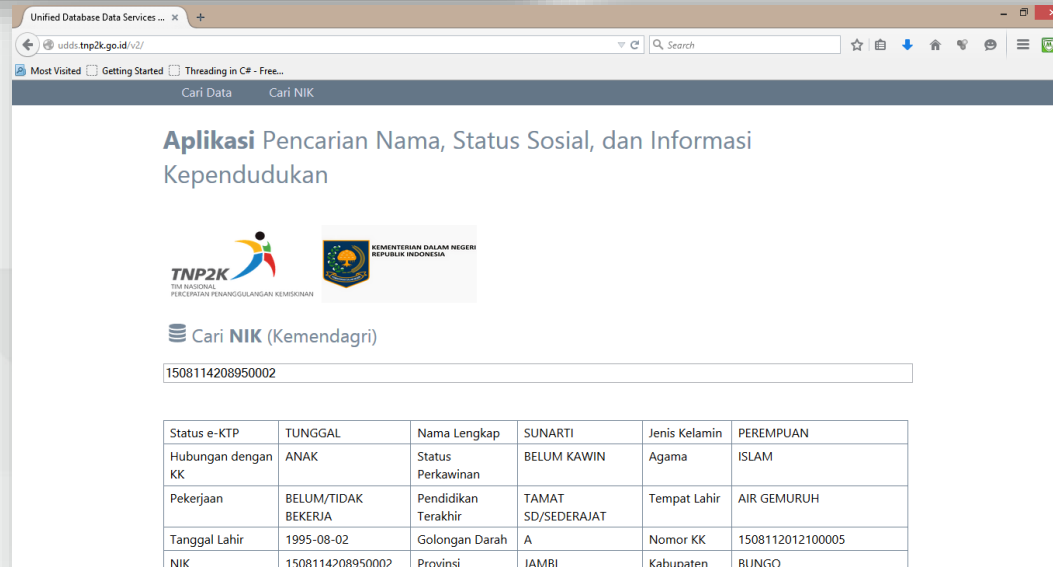 Unified Database Data Services ... × +
udds.tnp2k.go.id/v2/
Search
Most Visited Getting Started Threading in C# - Free...
Cari Data Cari NIK
Aplikasi Pencarian Nama, Status Sosial, dan Informasi
Kependudukan
TNP2K
TIM NASIONAL
PERCEPATAN PENANGGULANGAN KEMISKINAN
KEMENTERIAN DALAM NEGERI
REPUBLIK INDONESIA
Cari NIK (Kemendagri)
1508114208950002
Status e-KTP TUNGGAL Nama Lengkap SUNARTI Jenis Kelamin PEREMPUAN
Hubungan dengan ANAK Status BELUM KAWIN Agama ISLAM
KK Perkawinan
Pekerjaan BELUM/TIDAK Pendidikan TAMAT Tempat Lahir AIR GEMURUH
BEKERJA Terakhir SD/SEDERAJAT
Tanggal Lahir 1995-08-02 Golongan Darah A Nomor KK 1508112012100005
NIK 1508114208950002 Provinsi JAMBI Kabupaten BUNGO